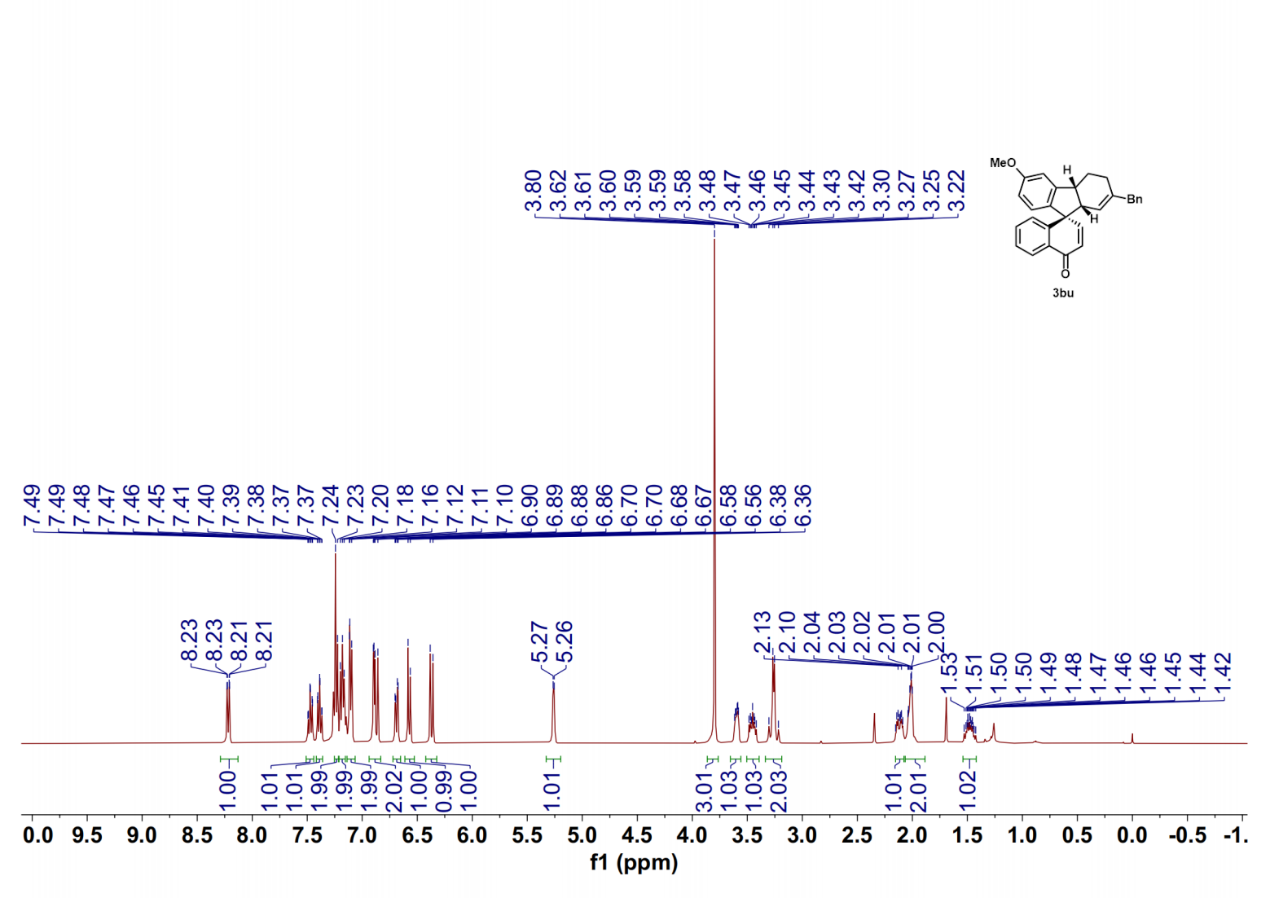 3.80 3.62 3.61 3.60 3.59 3.59 3.58 3.48 3.47 3.46 3.45 3.44 3.43 3.42 3.30 3.27 3.25 3.22
MeO
H
Bn
H
O
3bu
7.49 7.49 7.48 7.47 7.46 7.45 7.41 7.40 7.39 7.38 7.37 7.37 7.24 7.23 7.20 7.18 7.16 7.12 7.11 7.10 6.90 6.89 6.88 6.86 6.70 6.70 6.68 6.67 6.58 6.56 6.38 6.36
8.23 8.23 8.21 8.21
5.27 5.26
2.13 2.10 2.04 2.03 2.02 2.01 2.01 2.00
1.53 1.51 1.50 1.50 1.49 1.48 1.47 1.46 1.46 1.45 1.44 1.42
1.00 1.01 1.01 1.99 1.99 1.99 2.02 1.00 0.99 1.00 1.01 3.01 1.03 1.03 2.03 1.01 2.01 1.02
0.0 9.5 9.0 8.5 8.0 7.5 7.0 6.5 6.0 5.5 5.0 4.5 4.0 3.5 3.0 2.5 2.0 1.5 1.0 0.5 0.0 -0.5 -1.
f1 (ppm)